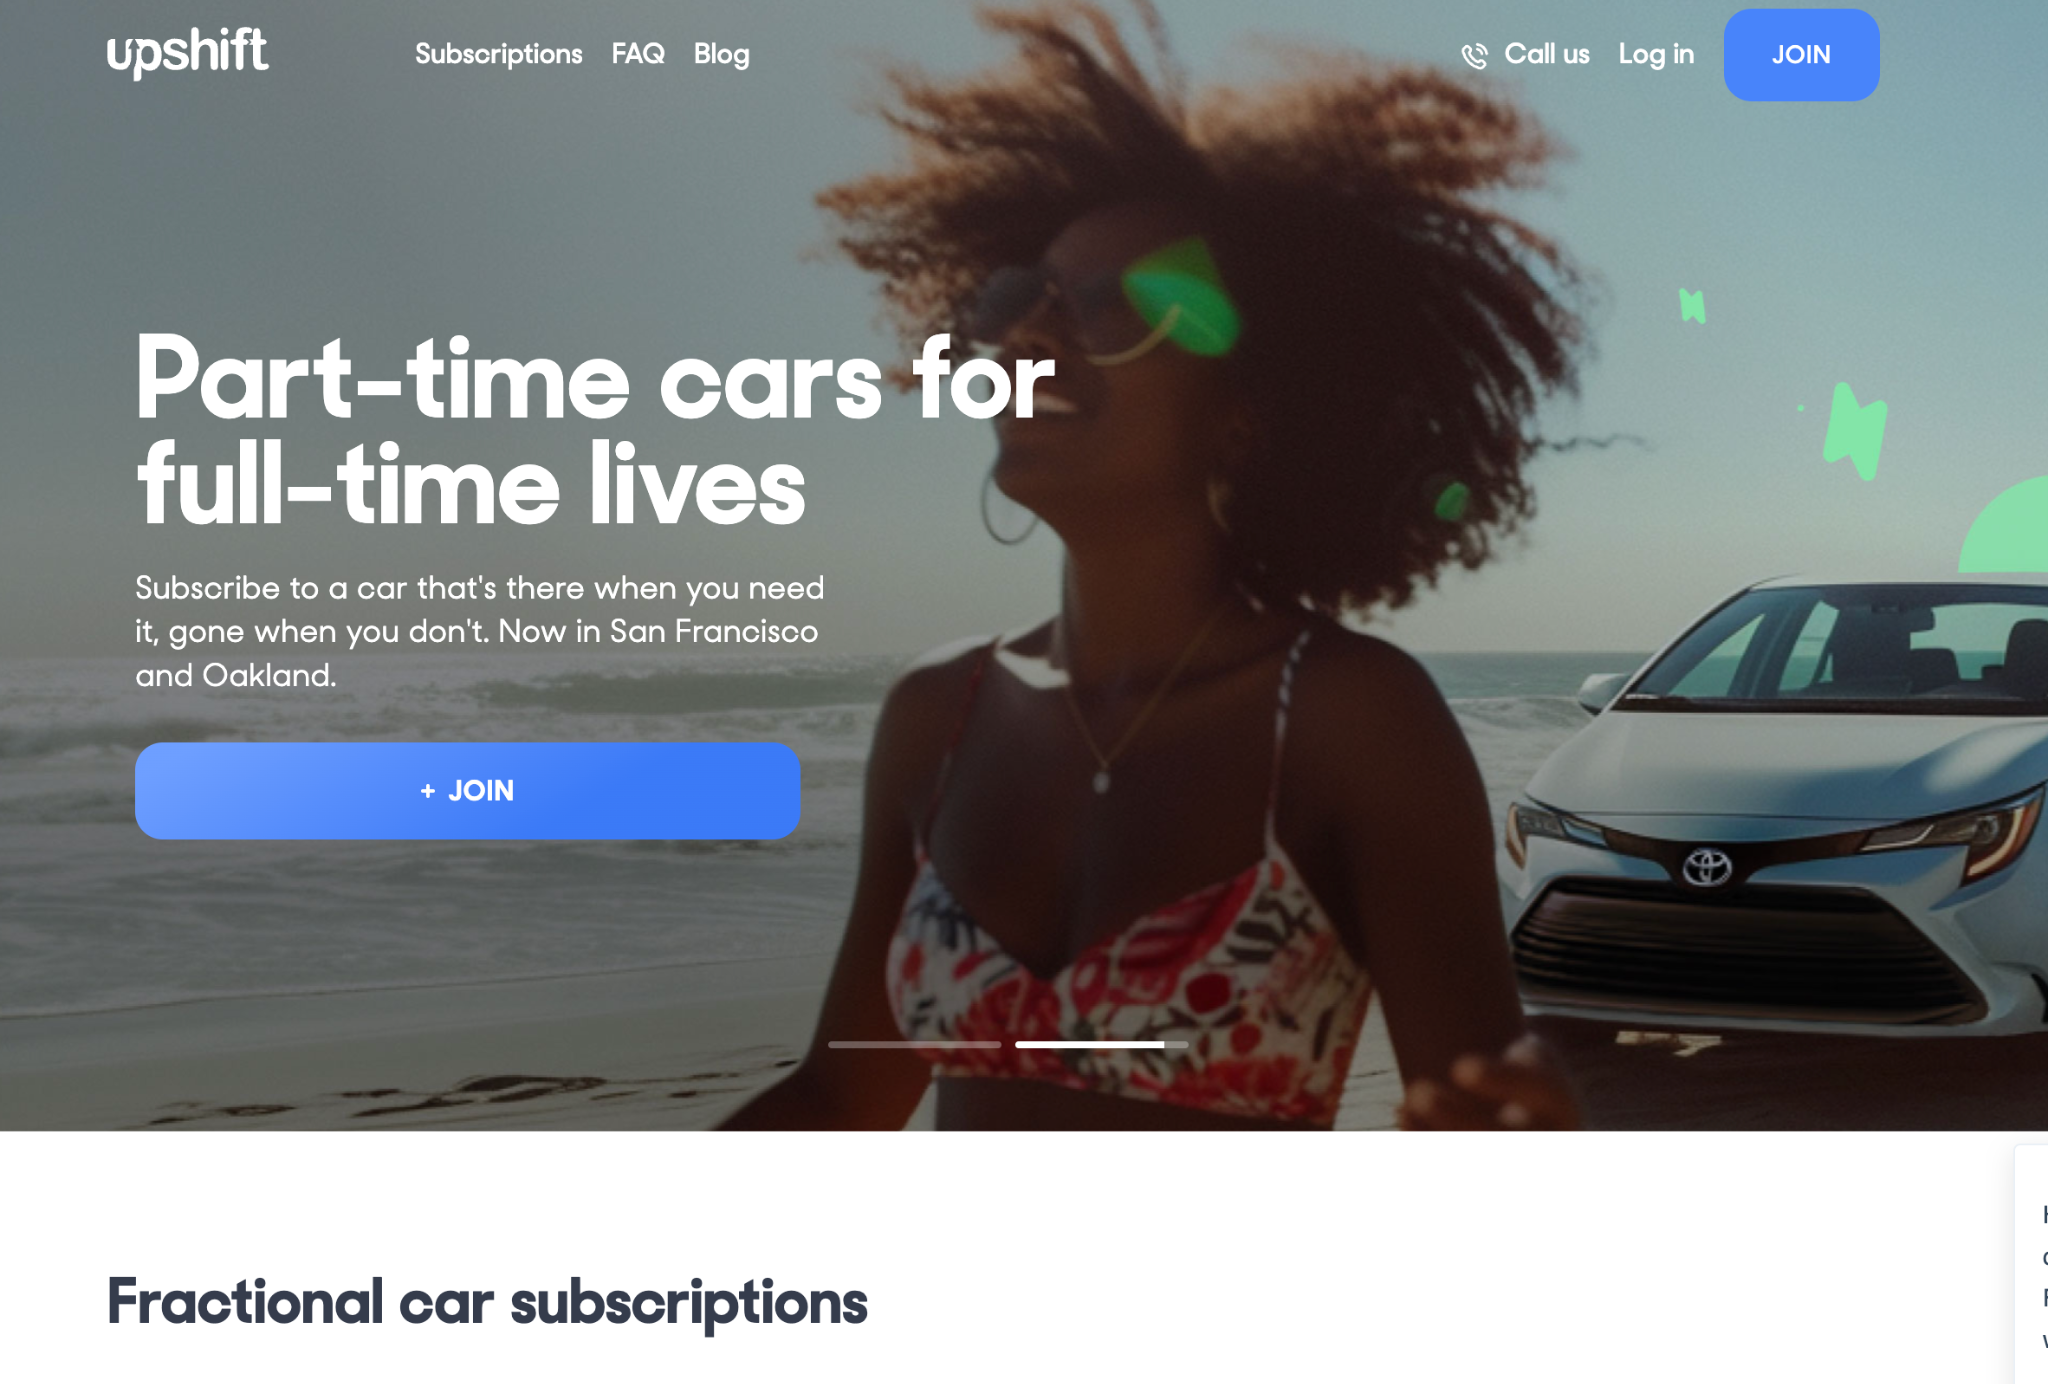 upshift
Subscriptions
FAQ
Blog
Call us
Log in
JOIN
Part-time cars for
full-time lives
Subscribe to a car that's there when you need
it, gone when you don't. Now in San Francisco
and Oakland.
+ JOIN
Fractional car subscriptions